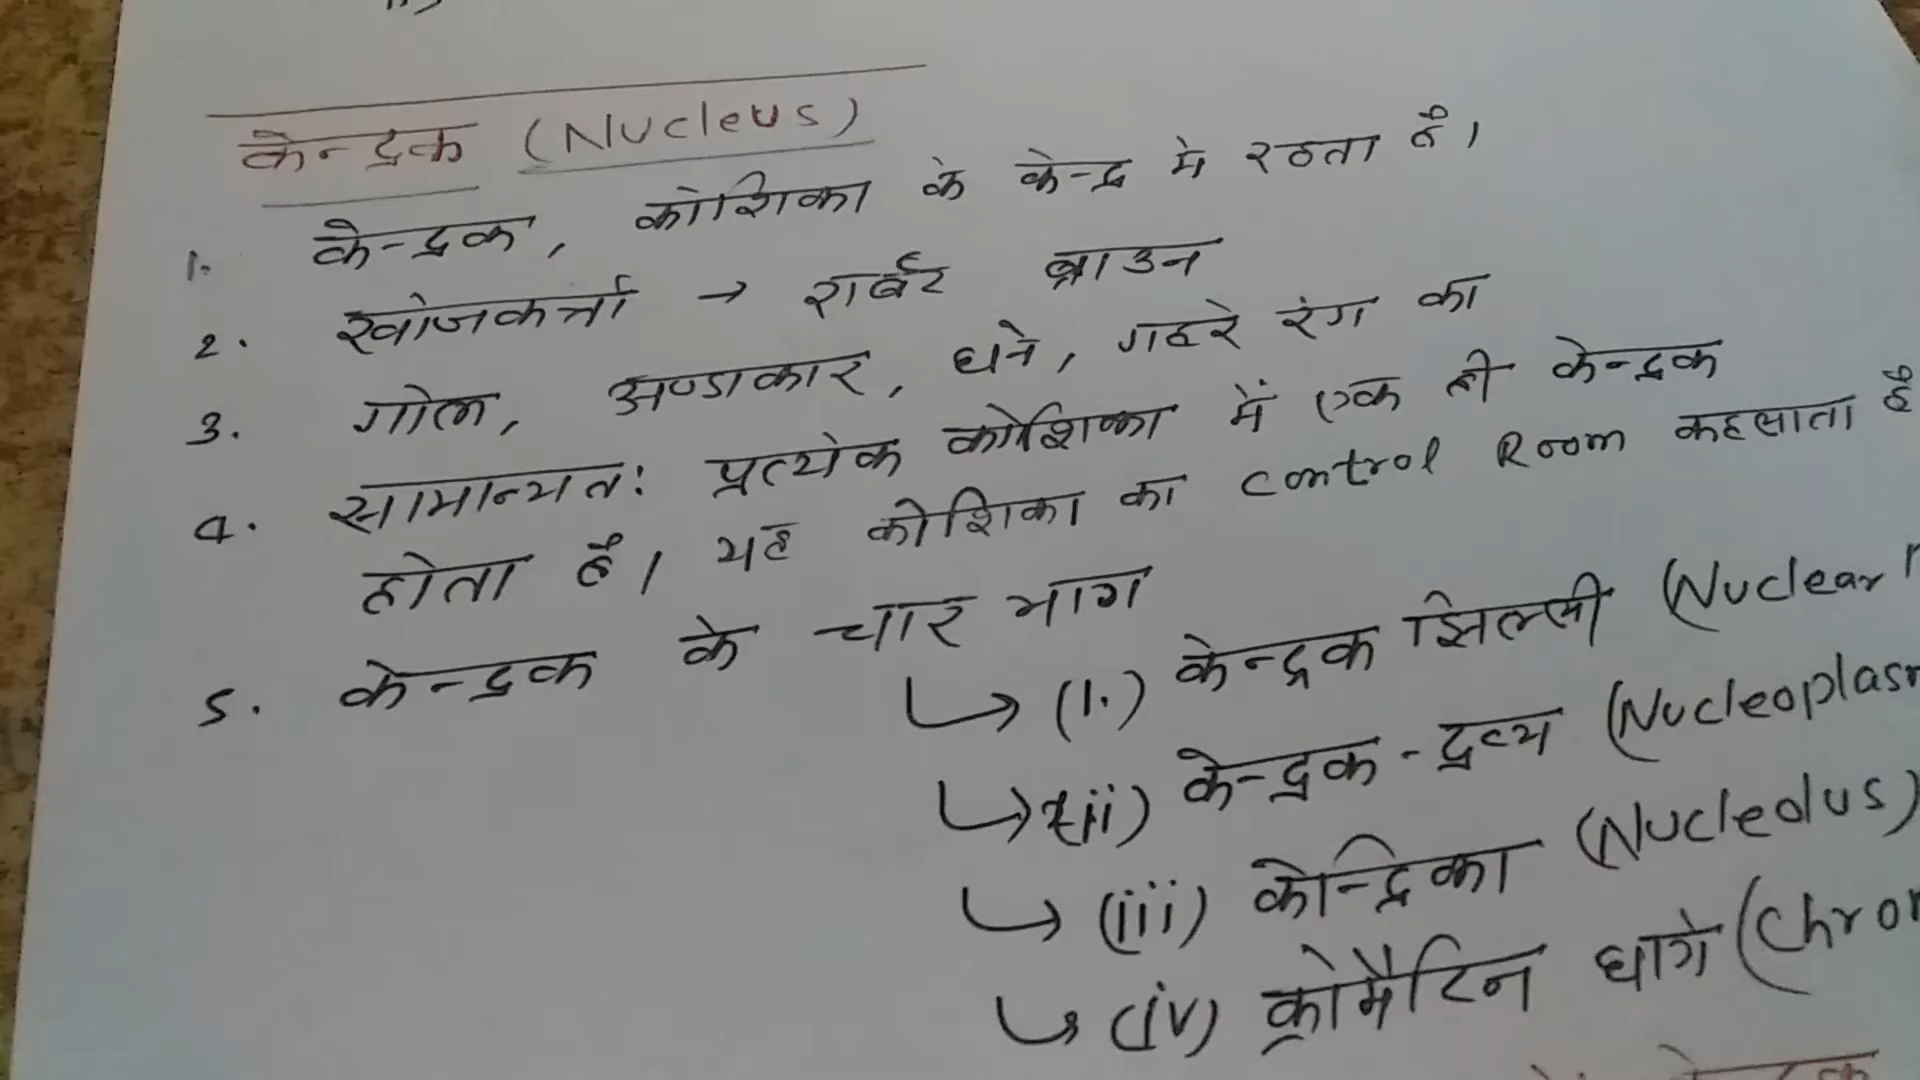 केन्द्रक (Nucleus)
1. केन्द्रक, कोशिका के केन्द्र मे रहता है।
2. खोजकर्त्ता → रार्बट ब्राउन
3. गोल, अण्डाकार, घने, गहरे रंग का
4. सामान्यतः प्रत्येक कोशिका में एक ही केन्द्रक
होता है। यह कोशिका का control Room कहलाता है
5. केन्द्रक के चार भाग
↳ (i.) केन्द्रक झिल्ली (Nuclear
↳ (ii) केन्द्रक - द्रव्य (Nucleoplasm
↳ (iii) केन्द्रिका (Nucleolus)
↳ (iv) क्रोमैटिन धागे (Chro